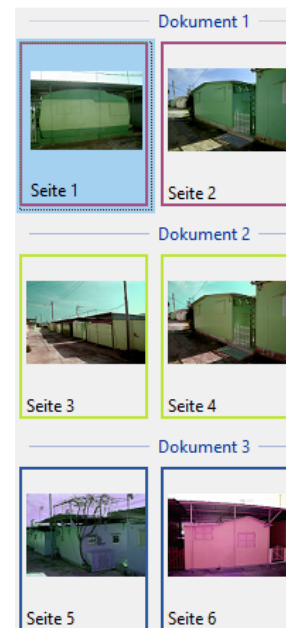 Dokument 1
Seite 1
Seite 2
Dokument 2
Seite 3
Seite 4
Dokument 3
Seite 5
Seite 6